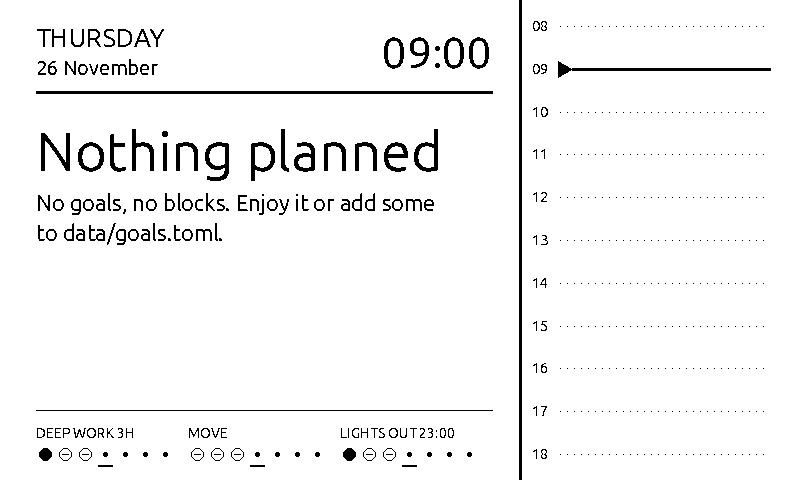 THURSDAY
26 November
09:00
Nothing planned
No goals, no blocks. Enjoy it or add some
to data/goals.toml.
DEEP WORK 3H
MOVE
LIGHTS OUT 23:00
08
09
10
11
12
13
14
15
16
17
18